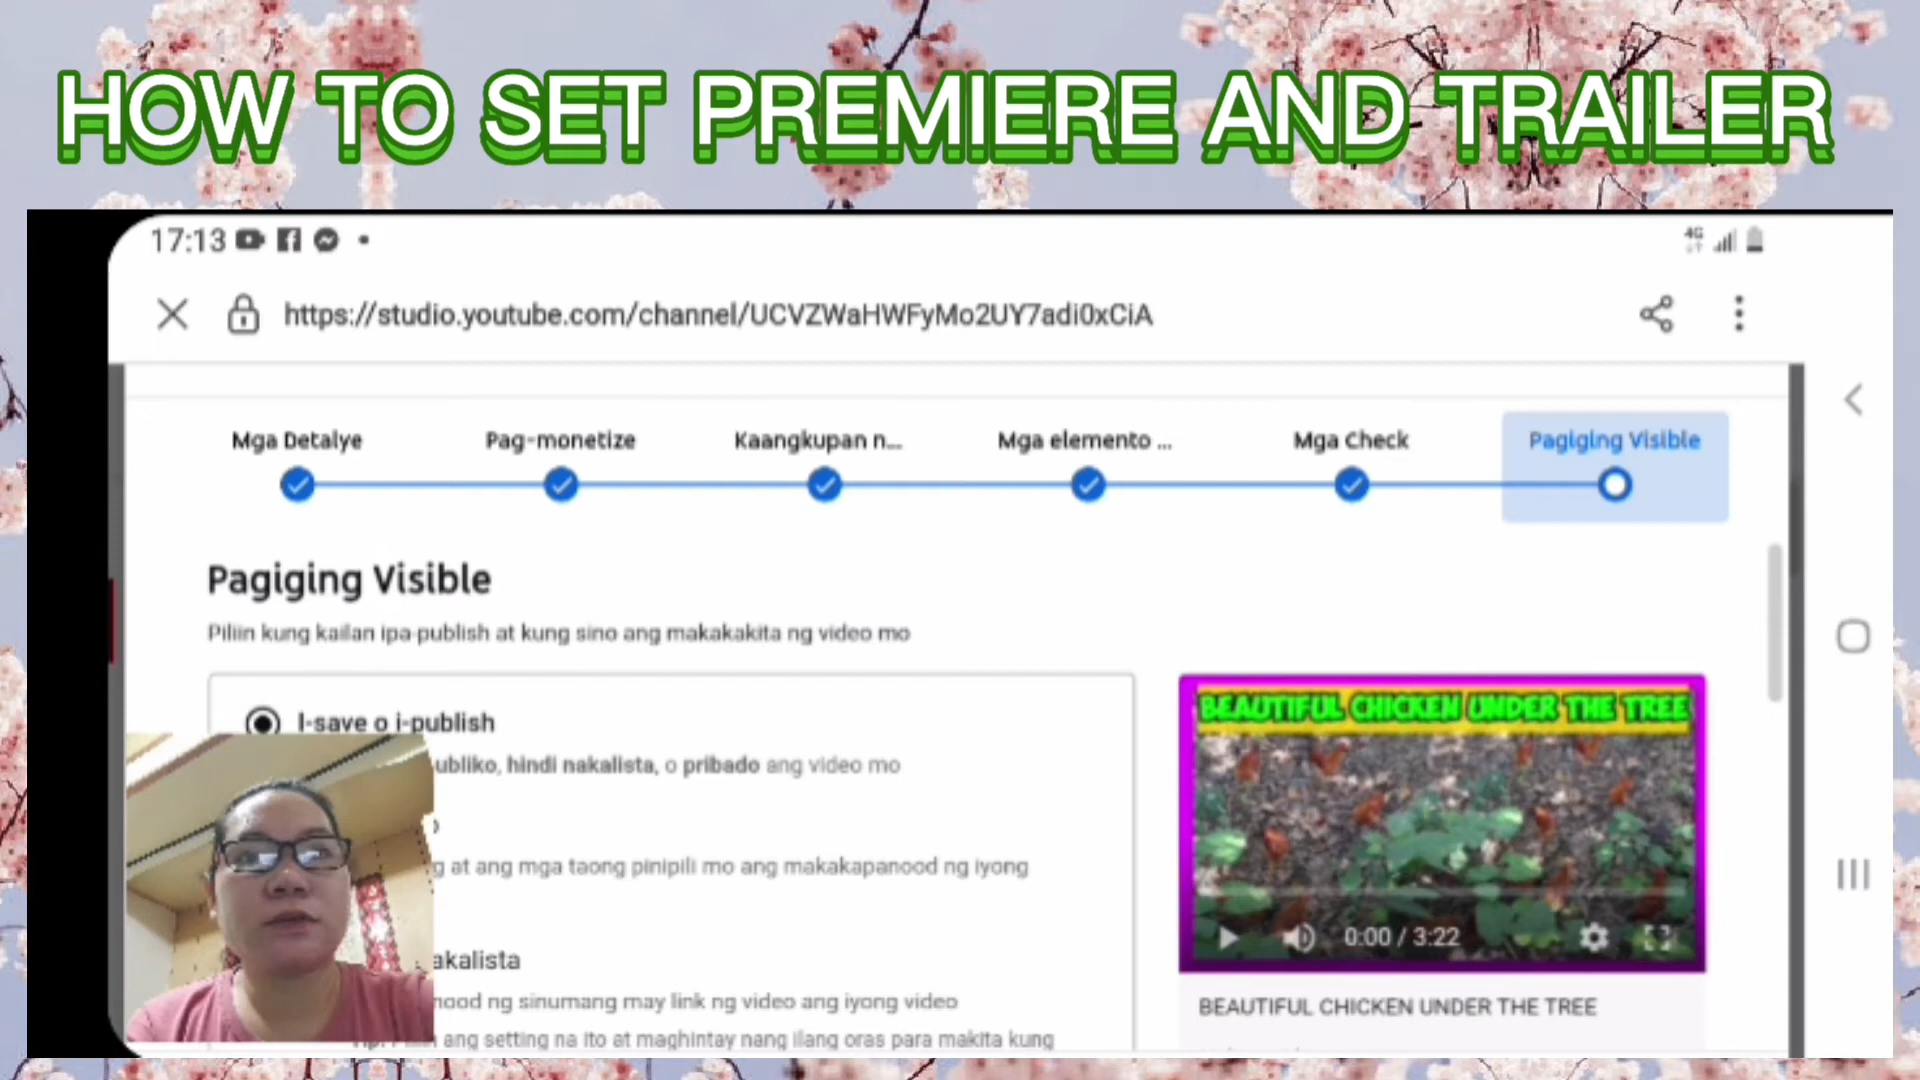 HOW TO SET PREMIERE AND TRAILER
17:13
4G
https://studio.youtube.com/channel/UCVZWaHWFyMo2UY7adi0xCiA
Mga Detalye
Pag-monetize
Kaangkupan n...
Mga elemento ...
Mga Check
Pagiging Visible
Pagiging Visible
Piliin kung kailan ipa-publish at kung sino ang makakakita ng video mo
I-save o i-publish
ubliko, hindi nakalista, o pribado ang video mo
g at ang mga taong pinipili mo ang makakapanood ng iyong
akalista
nood ng sinumang may link ng video ang iyong video
ang setting na ito at maghintay nang ilang oras para makita kung
BEAUTIFUL CHICKEN UNDER THE TREE
0:00 / 3:22
BEAUTIFUL CHICKEN UNDER THE TREE